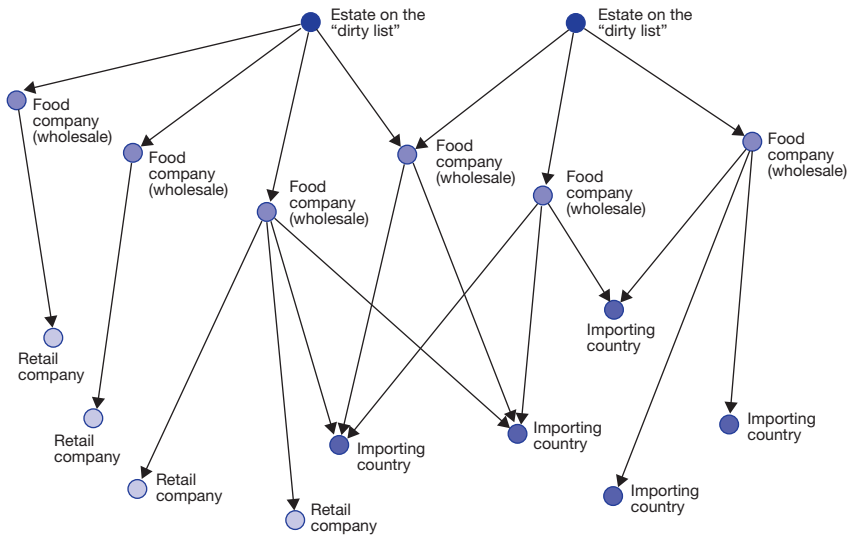 Estate on the
“dirty list”
Estate on the
“dirty list”
Food
company
(wholesale)
Food
company
(wholesale)
Food
company
(wholesale)
Food
company
(wholesale)
Food
company
(wholesale)
Food
company
(wholesale)
Importing
country
Retail
company
Retail
company
Importing
country
Importing
country
Importing
country
Retail
company
Importing
country
Retail
company